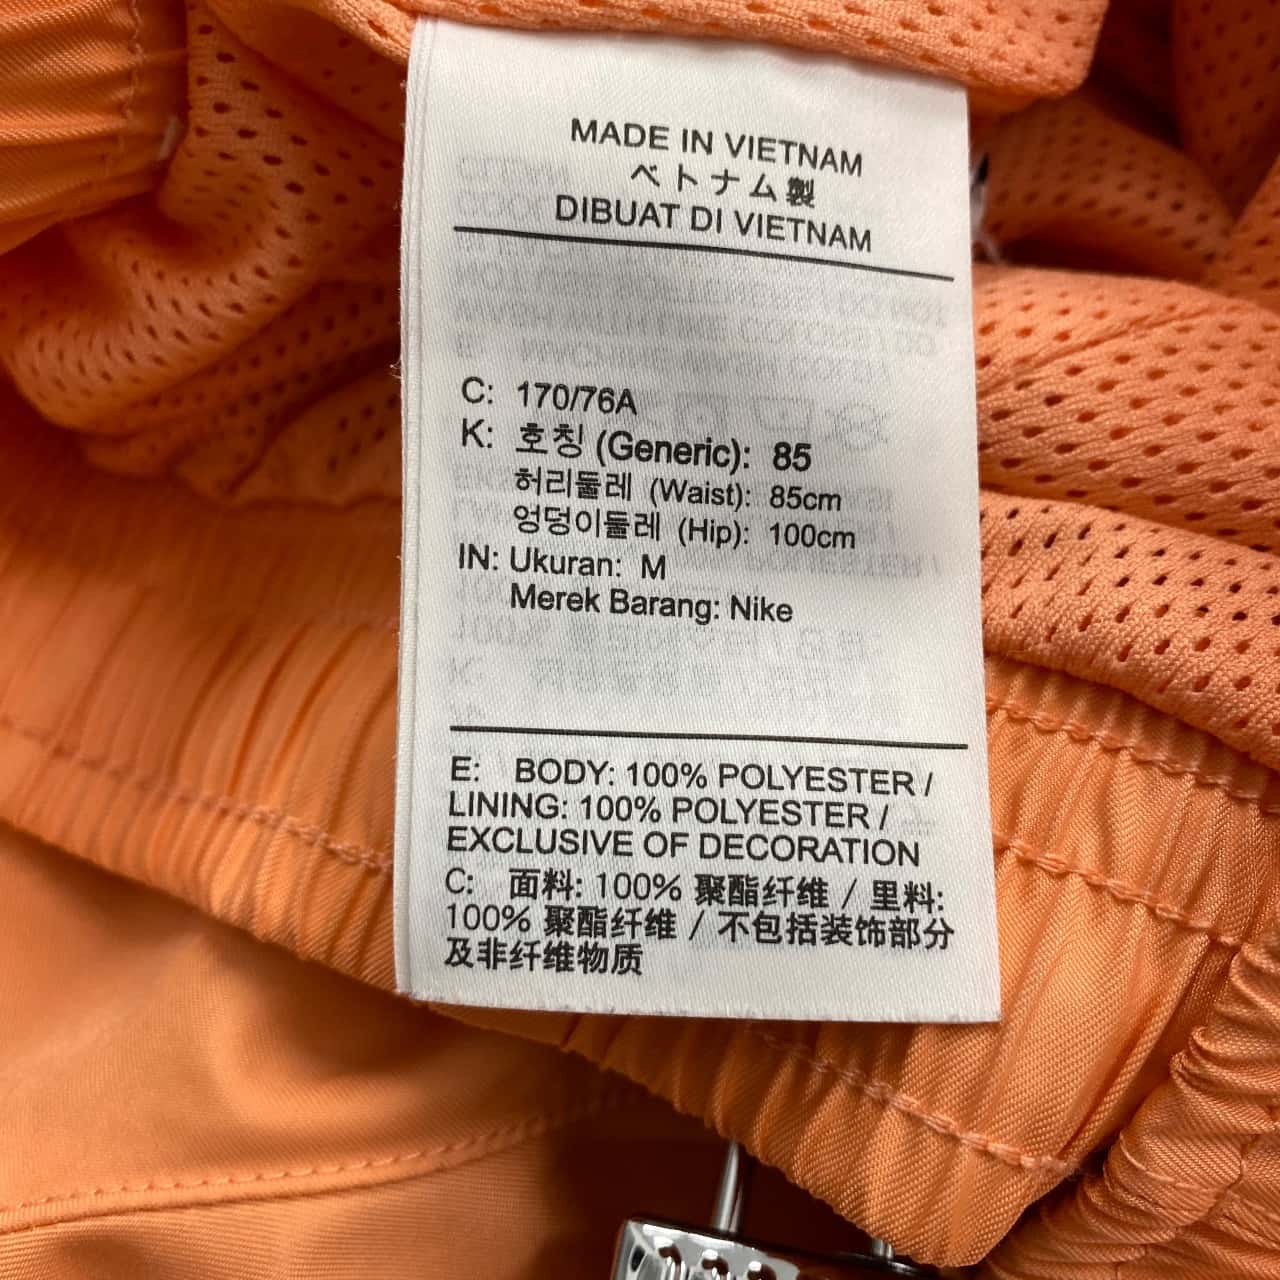 MADE IN VIETNAM
ベトナム製
DIBUAT DI VIETNAM
C: 170/76A
K: 호칭 (Generic): 85
허리둘레 (Waist): 85cm
엉덩이둘레 (Hip): 100cm
IN: Ukuran: M
Merek Barang: Nike
E: BODY: 100% POLYESTER /
LINING: 100% POLYESTER /
EXCLUSIVE OF DECORATION
C: 面料: 100% 聚酯纤维 / 里料:
100% 聚酯纤维 / 不包括装饰部分
及非纤维物质